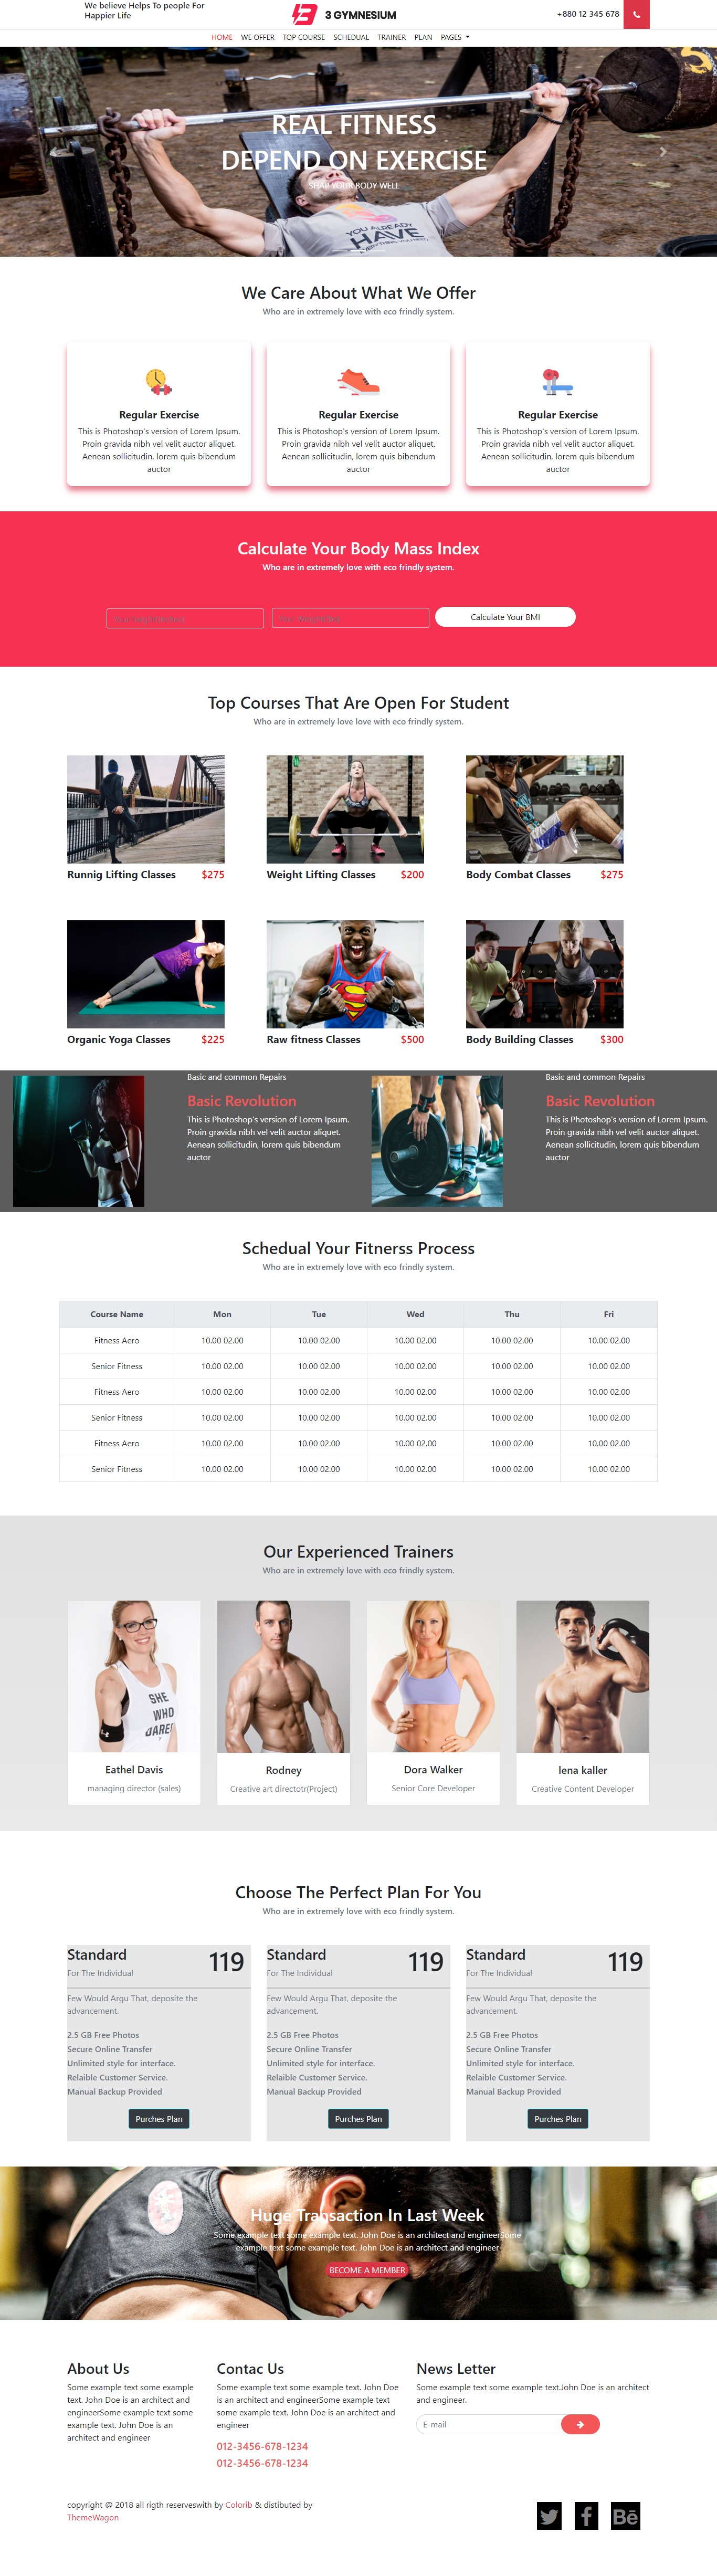 We believe Helps To people For
Happier Life
3 GYMNESIUM
+880 12 345 678
HOME WE OFFER TOP COURSE SCHEDUAL TRAINER PLAN PAGES
REAL FITNESS
DEPEND ON EXERCISE
SHAP YOUR BODY WELL
YOU ALREADY
HAVE
We Care About What We Offer
Who are in extremely love with eco frindly system.
Regular Exercise
This is Photoshop's version of Lorem Ipsum.
Proin gravida nibh vel velit auctor aliquet.
Aenean sollicitudin, lorem quis bibendum
auctor
Regular Exercise
This is Photoshop's version of Lorem Ipsum.
Proin gravida nibh vel velit auctor aliquet.
Aenean sollicitudin, lorem quis bibendum
auctor
Regular Exercise
This is Photoshop's version of Lorem Ipsum.
Proin gravida nibh vel velit auctor aliquet.
Aenean sollicitudin, lorem quis bibendum
auctor
Calculate Your Body Mass Index
Who are in extremely love with eco frindly system.
Calculate Your BMI
Top Courses That Are Open For Student
Who are in extremely love love with eco frindly system.
Runnig Lifting Classes $275
Weight Lifting Classes $200
Body Combat Classes $275
Organic Yoga Classes $225
Raw fitness Classes $500
Body Building Classes $300
Basic and common Repairs
Basic Revolution
This is Photoshop's version of Lorem Ipsum.
Proin gravida nibh vel velit auctor aliquet.
Aenean sollicitudin, lorem quis bibendum
auctor
Basic and common Repairs
Basic Revolution
This is Photoshop's version of Lorem Ipsum.
Proin gravida nibh vel velit auctor aliquet.
Aenean sollicitudin, lorem quis bibendum
auctor
Schedual Your Fitnerss Process
Who are in extremely love with eco frindly system.
Course Name Mon Tue Wed Thu Fri
Fitness Aero 10.00 02.00 10.00 02.00 10.00 02.00 10.00 02.00 10.00 02.00
Senior Fitness 10.00 02.00 10.00 02.00 10.00 02.00 10.00 02.00 10.00 02.00
Fitness Aero 10.00 02.00 10.00 02.00 10.00 02.00 10.00 02.00 10.00 02.00
Senior Fitness 10.00 02.00 10.00 02.00 10.00 02.00 10.00 02.00 10.00 02.00
Fitness Aero 10.00 02.00 10.00 02.00 10.00 02.00 10.00 02.00 10.00 02.00
Senior Fitness 10.00 02.00 10.00 02.00 10.00 02.00 10.00 02.00 10.00 02.00
Our Experienced Trainers
Who are in extremely love with eco frindly system.
SHE
WHO
DARES
Eathel Davis
managing director (sales)
Rodney
Creative art directotr(Project)
Dora Walker
Senior Core Developer
lena kaller
Creative Content Developer
Choose The Perfect Plan For You
Who are in extremely love with eco frindly system.
Standard 119
For The Individual
Few Would Argu That, deposite the
advancement.
2.5 GB Free Photos
Secure Online Transfer
Unlimited style for interface.
Relaible Customer Service.
Manual Backup Provided
Purches Plan
Standard 119
For The Individual
Few Would Argu That, deposite the
advancement.
2.5 GB Free Photos
Secure Online Transfer
Unlimited style for interface.
Relaible Customer Service.
Manual Backup Provided
Purches Plan
Standard 119
For The Individual
Few Would Argu That, deposite the
advancement.
2.5 GB Free Photos
Secure Online Transfer
Unlimited style for interface.
Relaible Customer Service.
Manual Backup Provided
Purches Plan
Huge Transaction In Last Week
Some example text some example text. John Doe is an architect and engineerSome
example text some example text. John Doe is an architect and engineer
BECOME A MEMBER
About Us
Some example text some example
text. John Doe is an architect and
engineerSome example text some
example text. John Doe is an
architect and engineer
Contac Us
Some example text some example text. John Doe
is an architect and engineerSome example text
some example text. John Doe is an architect and
engineer
012-3456-678-1234
012-3456-678-1234
News Letter
Some example text some example text.John Doe is an architect
and engineer.
E-mail
copyright @ 2018 all rigth reserveswith by Colorib & distibuted by
ThemeWagon
Bē